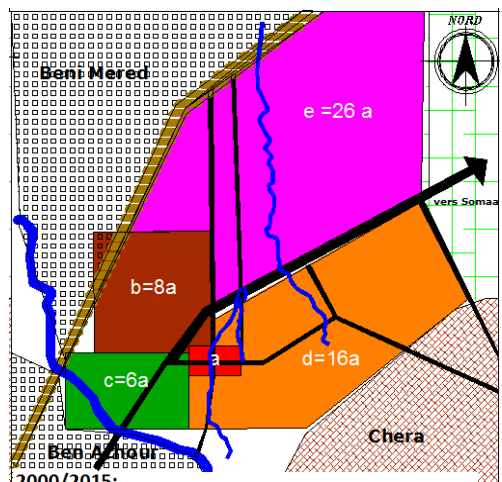 NORD
Beni Mered
e =26 a
vers Somaa
b=8a
a
d=16a
c=6a
Chera
Ben Achour
2000/2015: